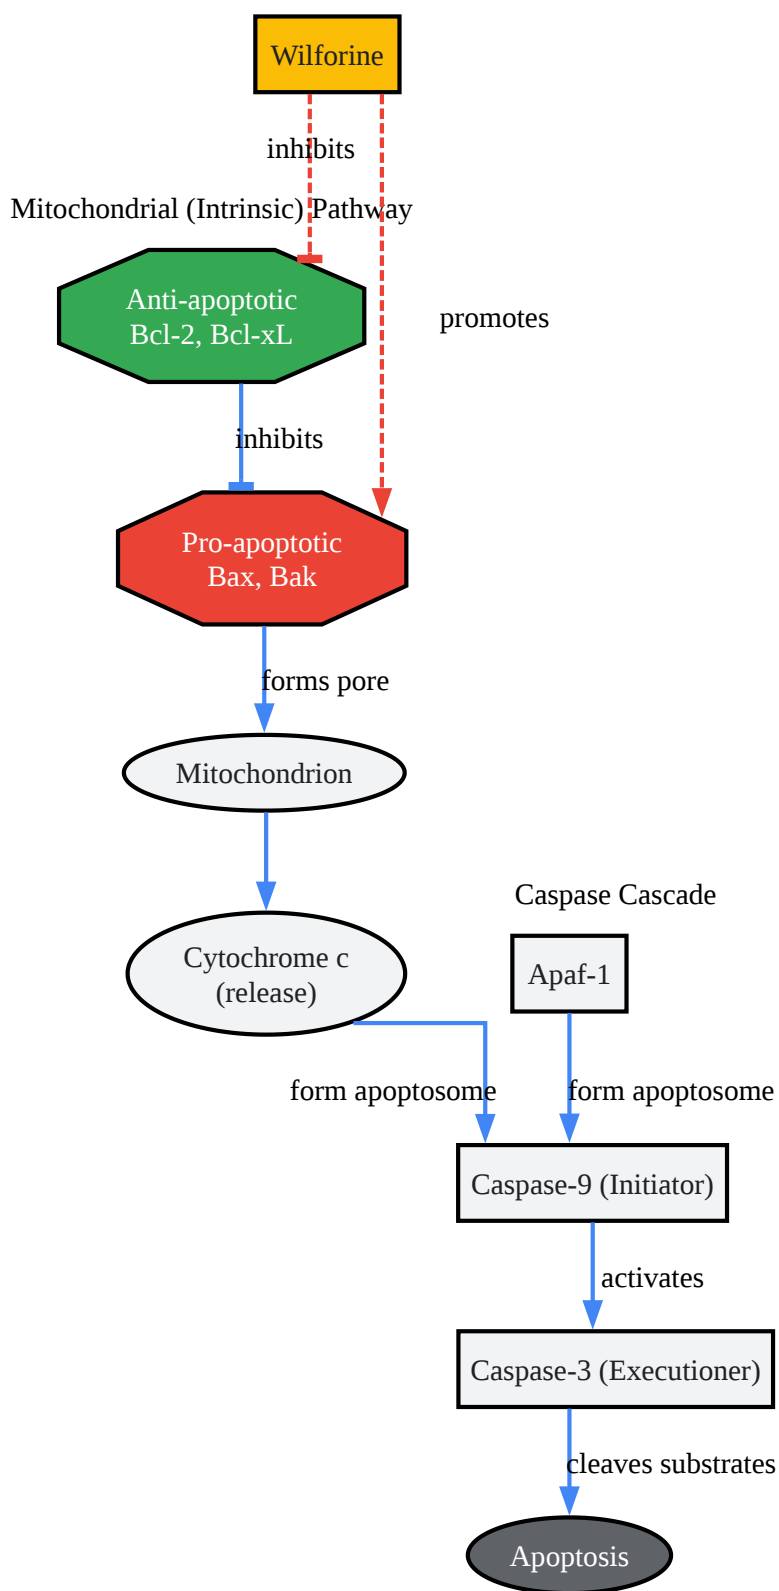 Wilforine
inhibits
Mitochondrial (Intrinsic) Pathway
Anti-apoptotic
Bcl-2, Bcl-xL
promotes
inhibits
Pro-apoptotic
Bax, Bak
forms pore
Mitochondrion
Caspase Cascade
Cytochrome c
(release)
Apaf-1
form apoptosome
form apoptosome
Caspase-9 (Initiator)
activates
Caspase-3 (Executioner)
cleaves substrates
Apoptosis